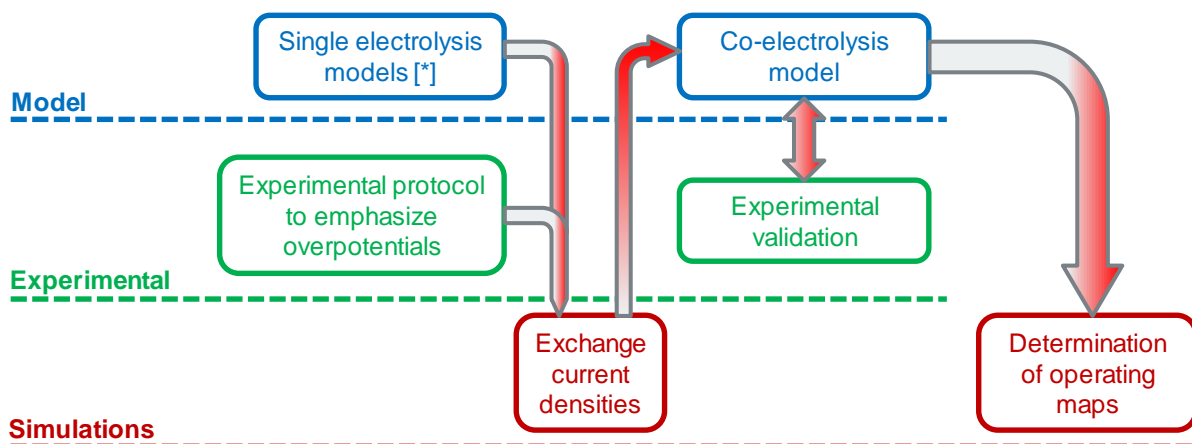 Single electrolysis
models [*]
Co-electrolysis
model
Model
Experimental protocol
to emphasize
overpotentials
Experimental
validation
Experimental
Exchange
current
densities
Determination
of operating
maps
Simulations